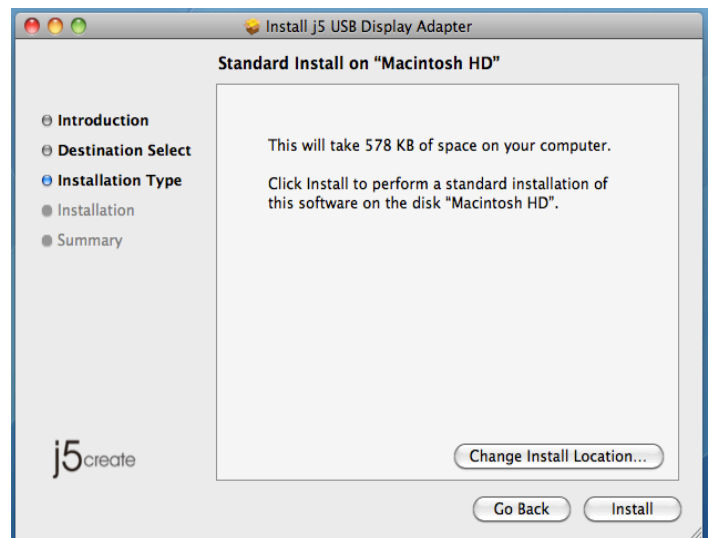 Install j5 USB Display Adapter
Standard Install on “Macintosh HD”
Introduction
Destination Select
Installation Type
Installation
Summary
This will take 578 KB of space on your computer.
Click Install to perform a standard installation of
this software on the disk “Macintosh HD”.
j5create
Change Install Location...
Go Back
Install